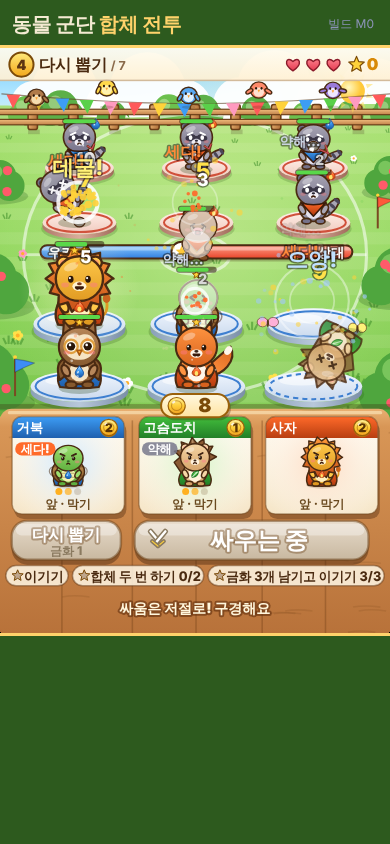 동물 군단 합체 전투
빌드 M0
4 다시 뽑기 / 7
0
약해
2
세다!
5
3
데굴!
7
5
약해...
2
으앙!
8
거북 2
고슴도치 1
사자 2
세다!
약해
앞 · 막기
앞 · 막기
앞 · 막기
다시 뽑기
금화 1
싸우는 중
이기기
합체 두 번 하기 0/2
금화 3개 남기고 이기기 3/3
싸움은 저절로! 구경해요